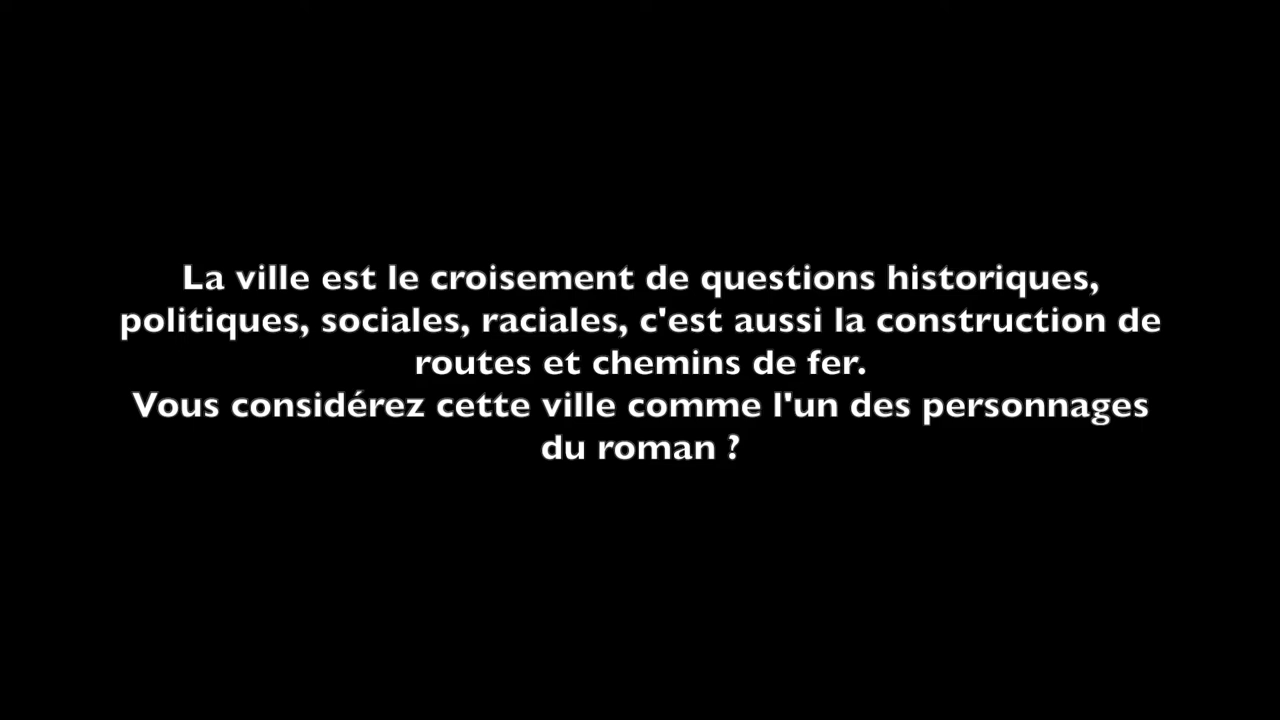 La ville est le croisement de questions historiques,
politiques, sociales, raciales, c'est aussi la construction de
routes et chemins de fer.
Vous considérez cette ville comme l'un des personnages
du roman ?